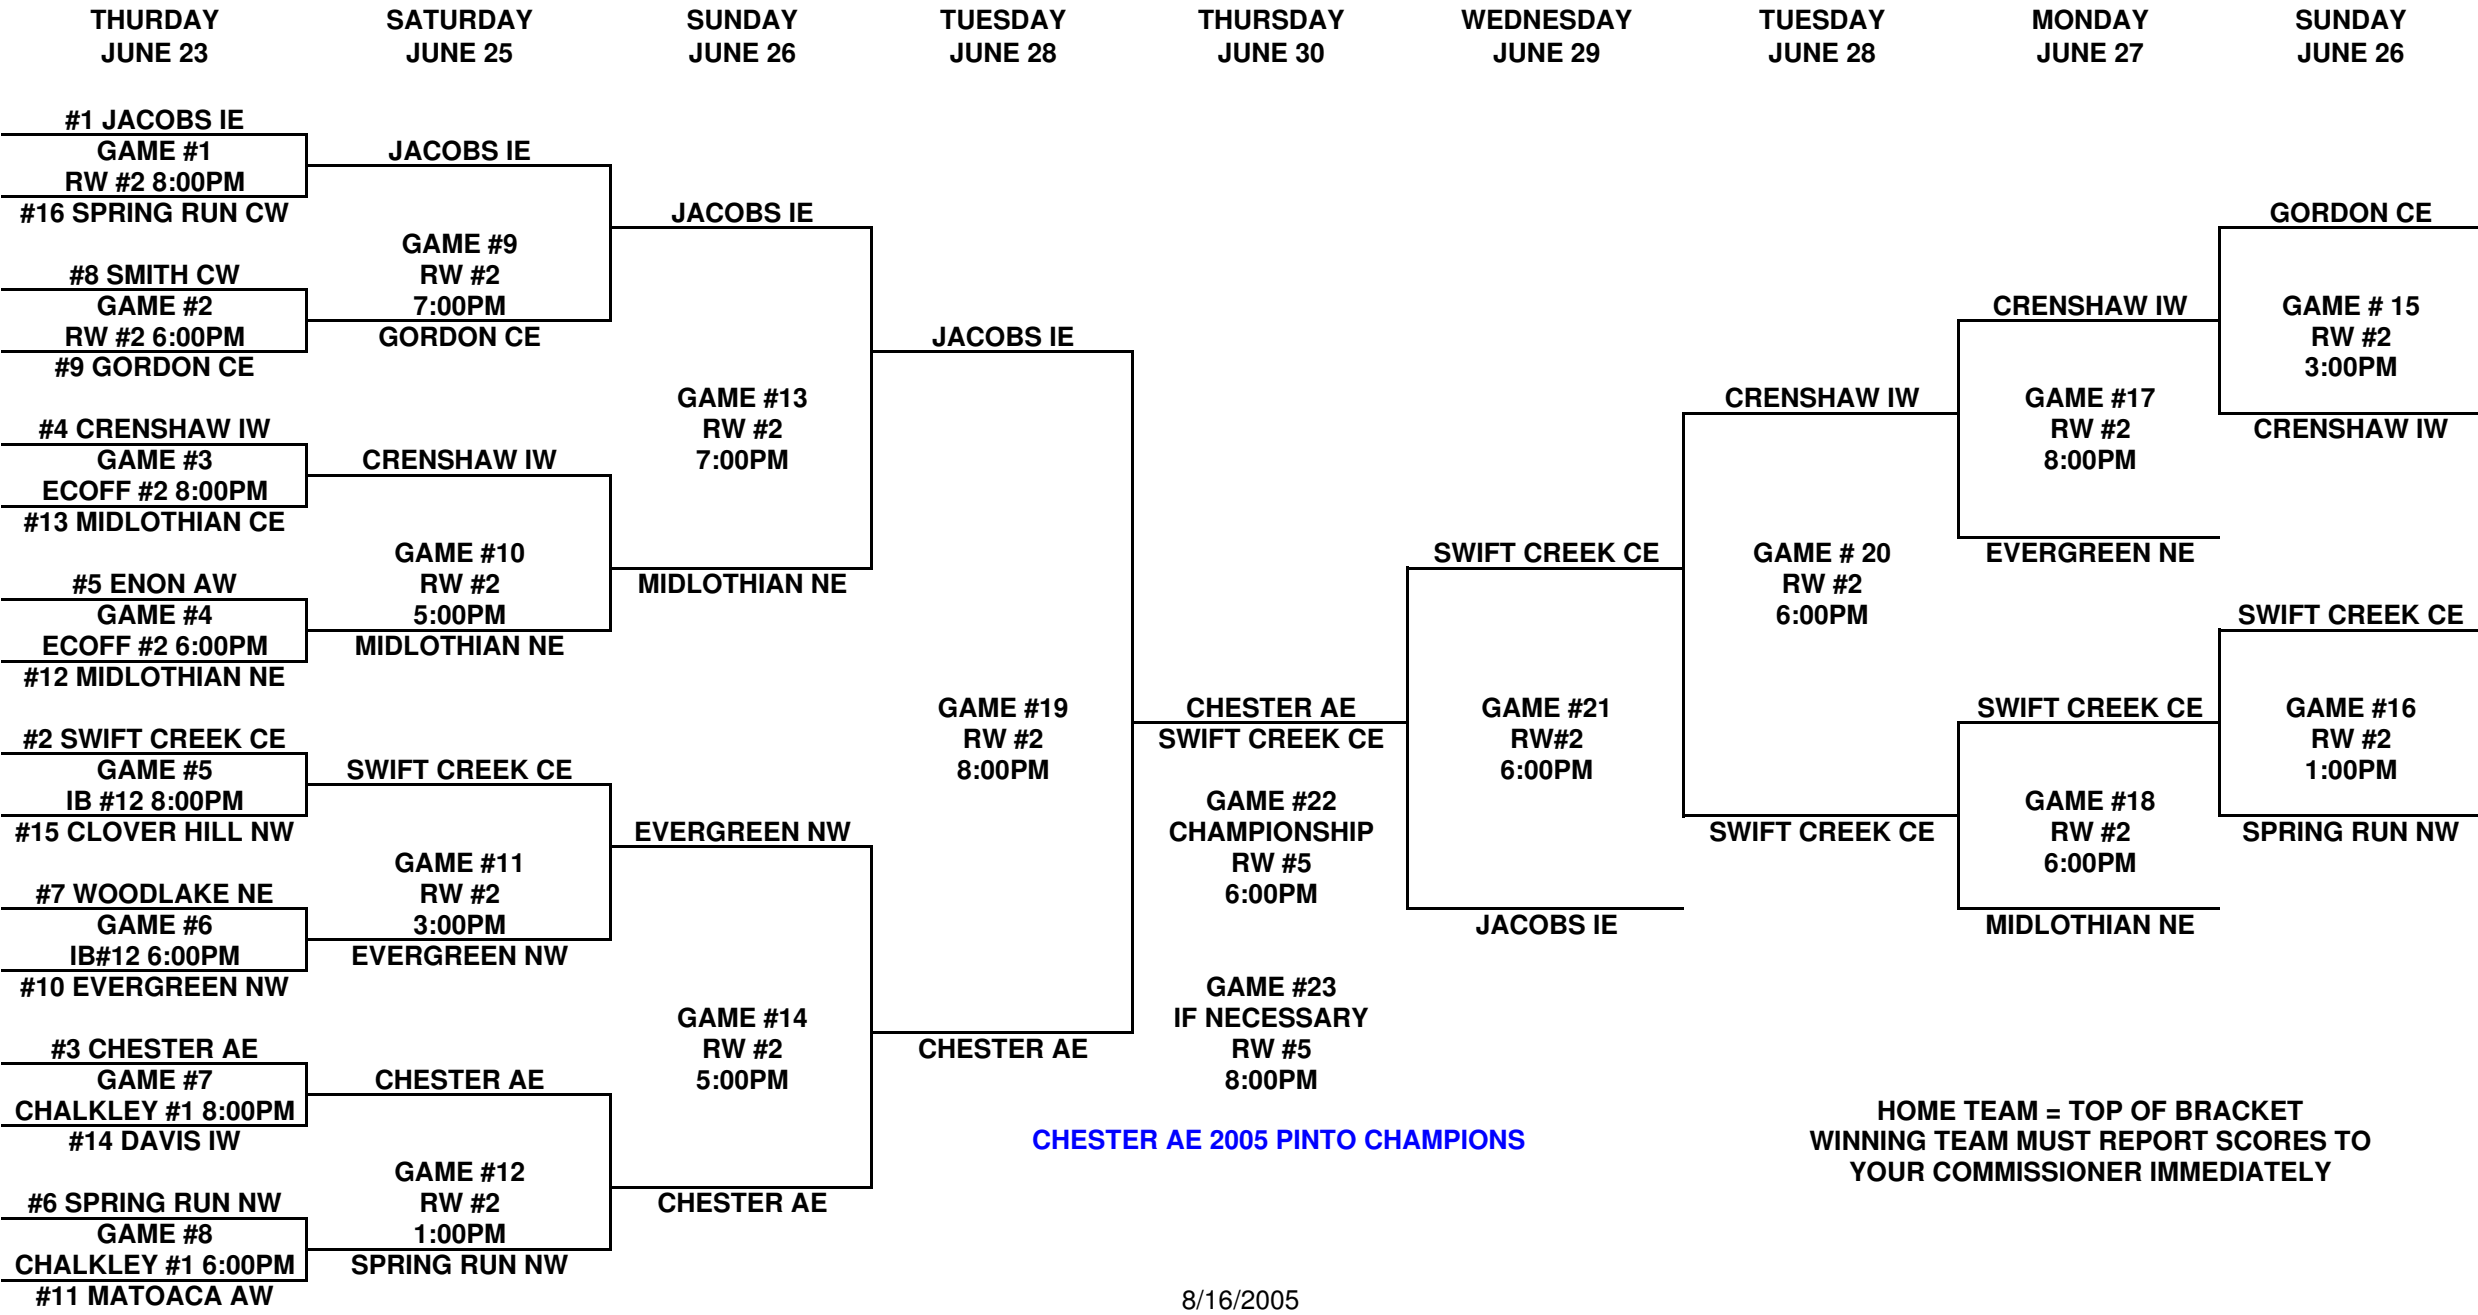 THURDAY
JUNE 23
SATURDAY
JUNE 25
SUNDAY
JUNE 26
TUESDAY
JUNE 28
THURSDAY
JUNE 30
WEDNESDAY
JUNE 29
TUESDAY
JUNE 28
MONDAY
JUNE 27
SUNDAY
JUNE 26
#1 JACOBS IE
GAME #1
RW #2 8:00PM
#16 SPRING RUN CW
#8 SMITH CW
GAME #2
RW #2 6:00PM
#9 GORDON CE
#4 CRENSHAW IW
GAME #3
ECOFF #2 8:00PM
#13 MIDLOTHIAN CE
#5 ENON AW
GAME #4
ECOFF #2 6:00PM
#12 MIDLOTHIAN NE
#2 SWIFT CREEK CE
GAME #5
IB #12 8:00PM
#15 CLOVER HILL NW
#7 WOODLAKE NE
GAME #6
IB#12 6:00PM
#10 EVERGREEN NW
#3 CHESTER AE
GAME #7
CHALKLEY #1 8:00PM
#14 DAVIS IW
#6 SPRING RUN NW
GAME #8
CHALKLEY #1 6:00PM
#11 MATOACA AW
JACOBS IE
GAME #9
RW #2
7:00PM
GORDON CE
CRENSHAW IW
GAME #10
RW #2
5:00PM
MIDLOTHIAN NE
SWIFT CREEK CE
GAME #11
RW #2
3:00PM
EVERGREEN NW
CHESTER AE
GAME #12
RW #2
1:00PM
SPRING RUN NW
JACOBS IE
GAME #13
RW #2
7:00PM
MIDLOTHIAN NE
EVERGREEN NW
GAME #14
RW #2
5:00PM
CHESTER AE
JACOBS IE
GAME #19
RW #2
8:00PM
CHESTER AE
CHESTER AE
SWIFT CREEK CE
GAME #22
CHAMPIONSHIP
RW #5
6:00PM
GAME #23
IF NECESSARY
RW #5
8:00PM
CHESTER AE 2005 PINTO CHAMPIONS
SWIFT CREEK CE
GAME #21
RW#2
6:00PM
JACOBS IE
CRENSHAW IW
GAME # 20
RW #2
6:00PM
SWIFT CREEK CE
CRENSHAW IW
GAME #17
RW #2
8:00PM
EVERGREEN NE
SWIFT CREEK CE
GAME #18
RW #2
6:00PM
MIDLOTHIAN NE
GORDON CE
GAME # 15
RW #2
3:00PM
CRENSHAW IW
SWIFT CREEK CE
GAME #16
RW #2
1:00PM
SPRING RUN NW
HOME TEAM = TOP OF BRACKET
WINNING TEAM MUST REPORT SCORES TO
YOUR COMMISSIONER IMMEDIATELY
8/16/2005